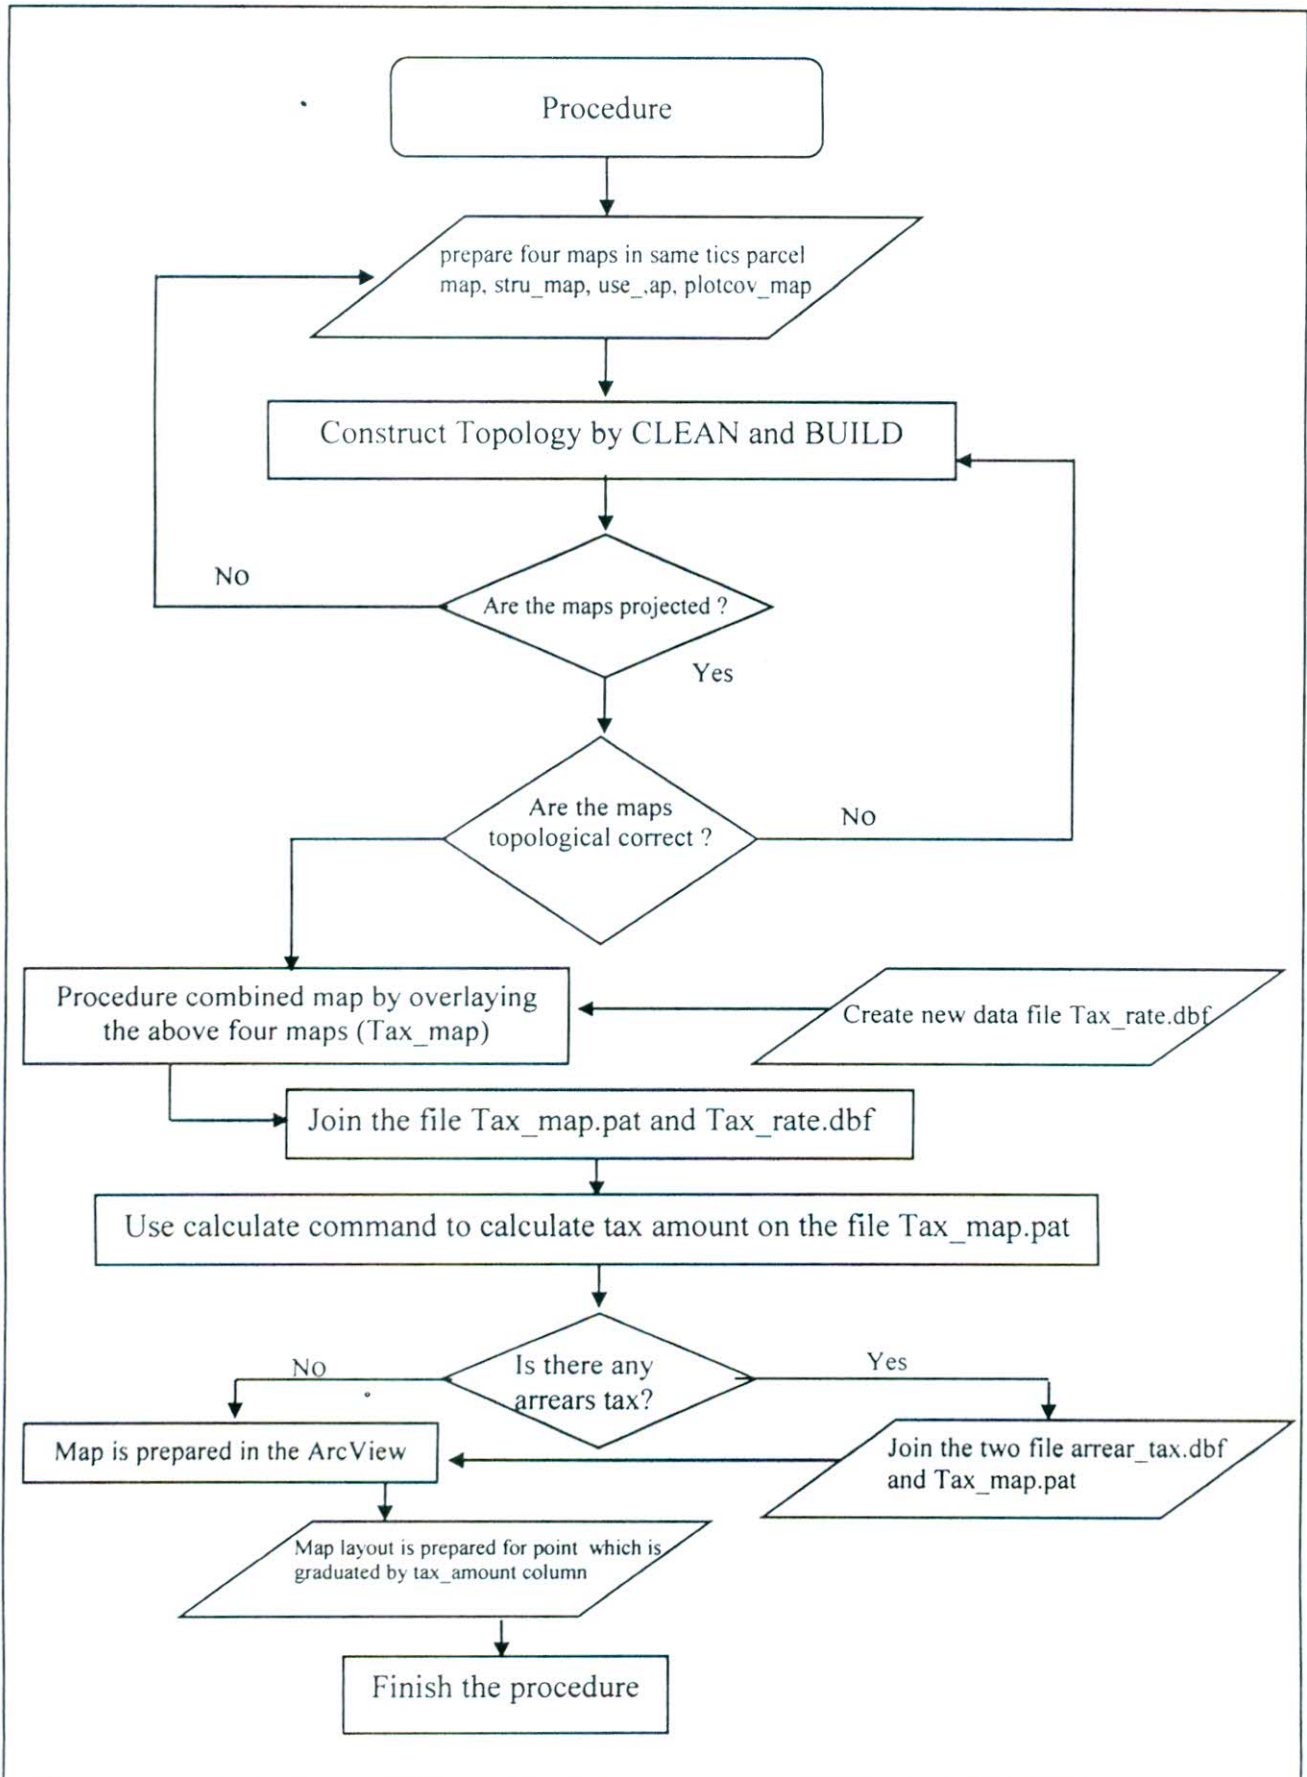 Procedure
prepare four maps in same tics parcel
map, stru_map, use_,ap, plotcov_map
Construct Topology by CLEAN and BUILD
No
Are the maps projected ?
Yes
Are the maps
topological correct ?
No
Procedure combined map by overlaying
the above four maps (Tax_map)
Create new data file Tax_rate.dbf
Join the file Tax_map.pat and Tax_rate.dbf
Use calculate command to calculate tax amount on the file Tax_map.pat
No
Is there any
arrears tax?
Yes
Map is prepared in the ArcView
Join the two file arrear_tax.dbf
and Tax_map.pat
Map layout is prepared for point which is
graduated by tax_amount column
Finish the procedure